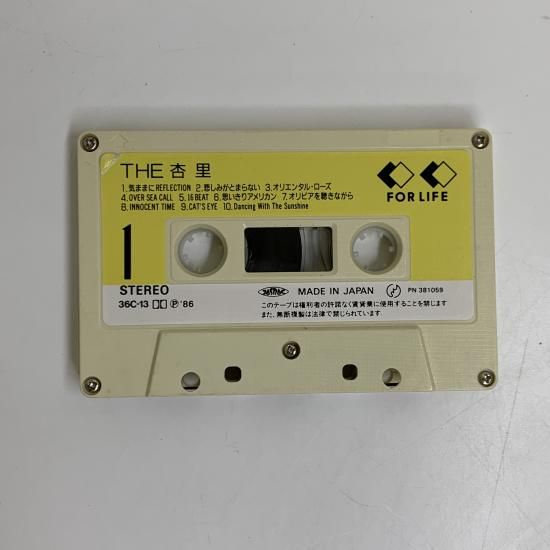 THE 杏里
1.気ままにREFLECTION 2.悲しみがとまらない 3.オリエンタル・ローズ
4.OVER SEA CALL 5.16BEAT 6.思いきりアメリカン 7.オリビアを聴きながら
8.INNOCENT TIME 9.CAT'S EYE 10.Dancing With The Sunshine
FOR LIFE
1
STEREO
36C-13 Ⓟ'86
JASRAC MADE IN JAPAN PN 381059
このテープは権利者の許諾なく賃貸業に使用することを禁じます
また、無断複製は法律で禁じられています.